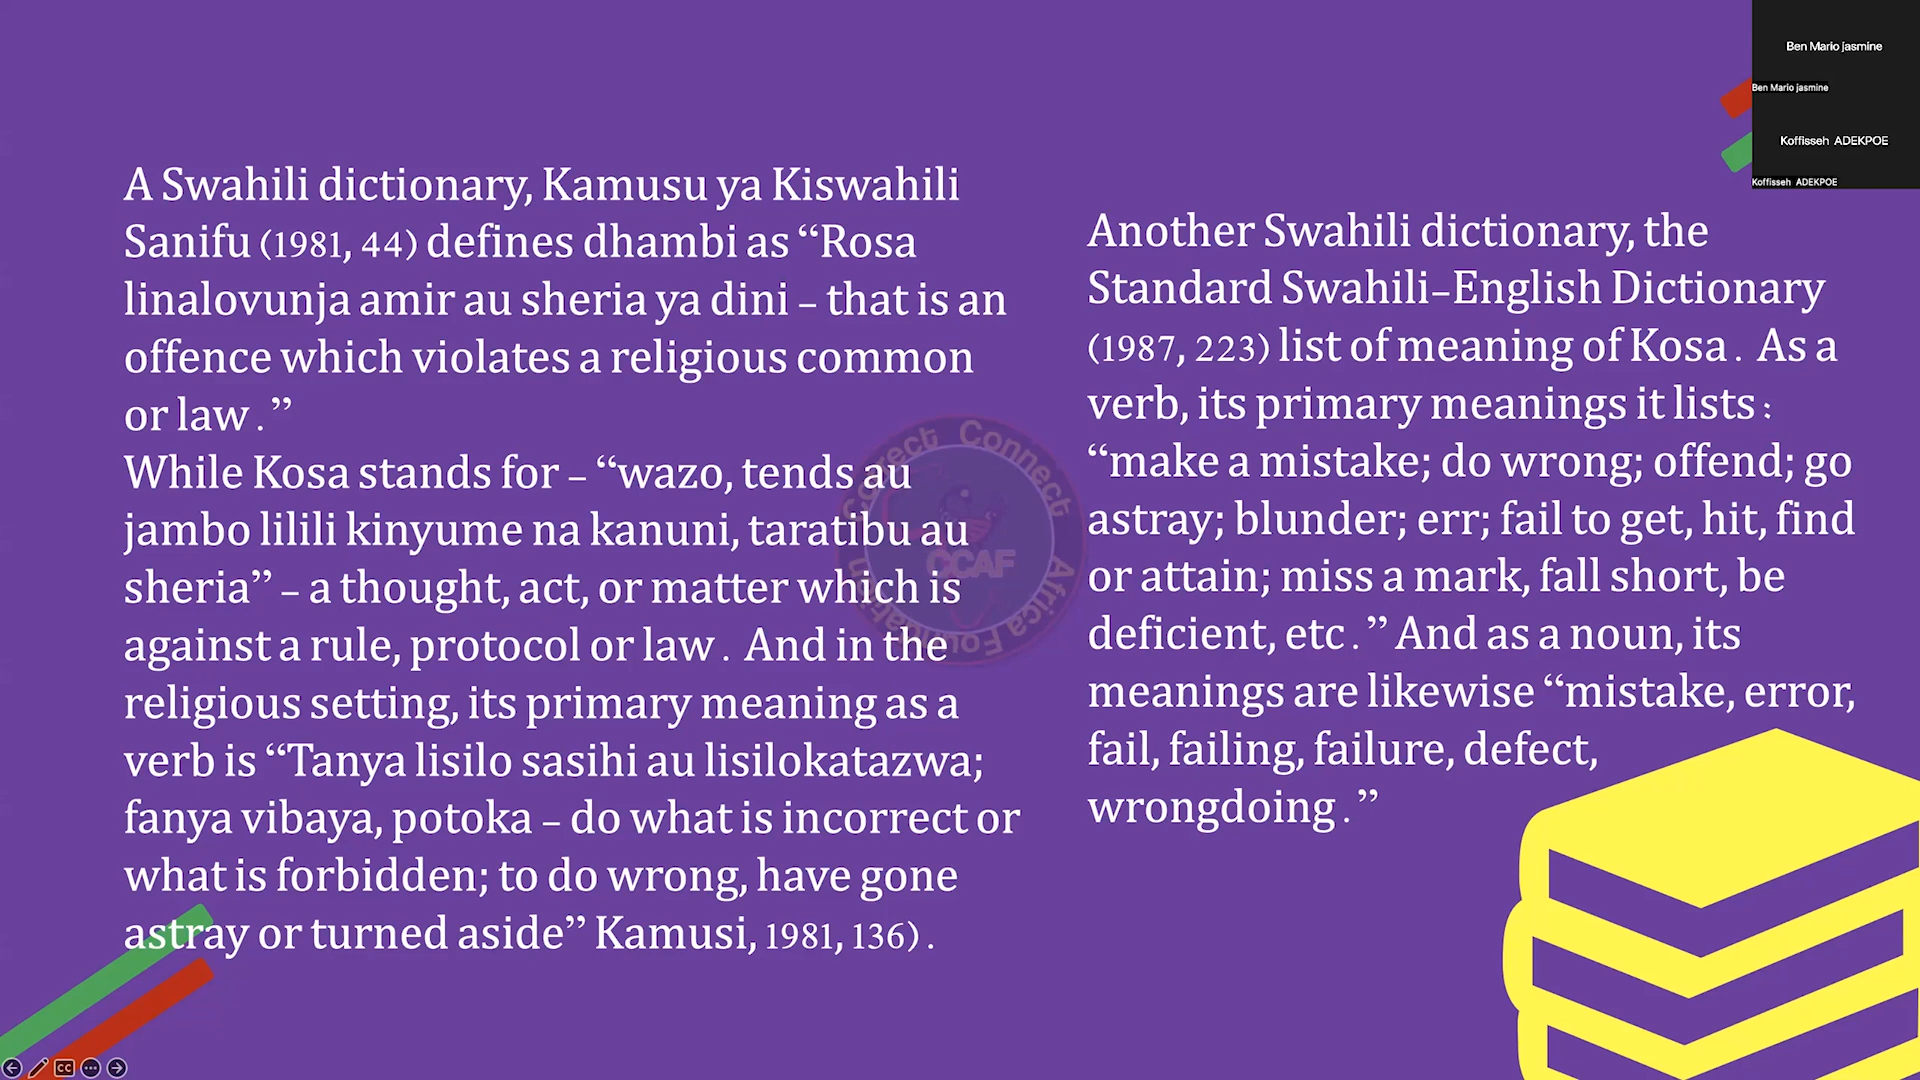 A Swahili dictionary, Kamusu ya Kiswahili
Sanifu (1981, 44) defines dhambi as “Rosa
linalovunja amir au sheria ya dini – that is an
offence which violates a religious common
or law.”
While Kosa stands for – “wazo, tends au
jambo lilili kinyume na kanuni, taratibu au
sheria” – a thought, act, or matter which is
against a rule, protocol or law. And in the
religious setting, its primary meaning as a
verb is “Tanya lisilo sasihi au lisilokatazwa;
fanya vibaya, potoka – do what is incorrect or
what is forbidden; to do wrong, have gone
astray or turned aside” Kamusi, 1981, 136).
Another Swahili dictionary, the
Standard Swahili–English Dictionary
(1987, 223) list of meaning of Kosa. As a
verb, its primary meanings it lists:
“make a mistake; do wrong; offend; go
astray; blunder; err; fail to get, hit, find
or attain; miss a mark, fall short, be
deficient, etc.” And as a noun, its
meanings are likewise “mistake, error,
fail, failing, failure, defect,
wrongdoing.”
Correct Connect Africa Foundation
CCAF
Ben Mario jasmine
Ben Mario jasmine
Koffisseh ADEKPOE
Koffisseh ADEKPOE
CC